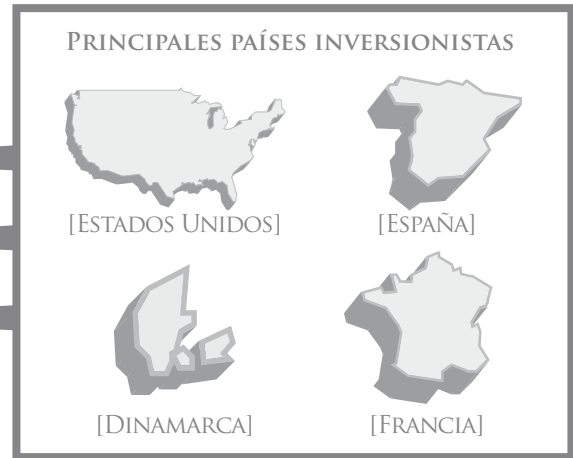 PRINCIPALES PAÍSES INVERSIONISTAS
[ESTADOS UNIDOS]
[ESPAÑA]
[DINAMARCA]
[FRANCIA]